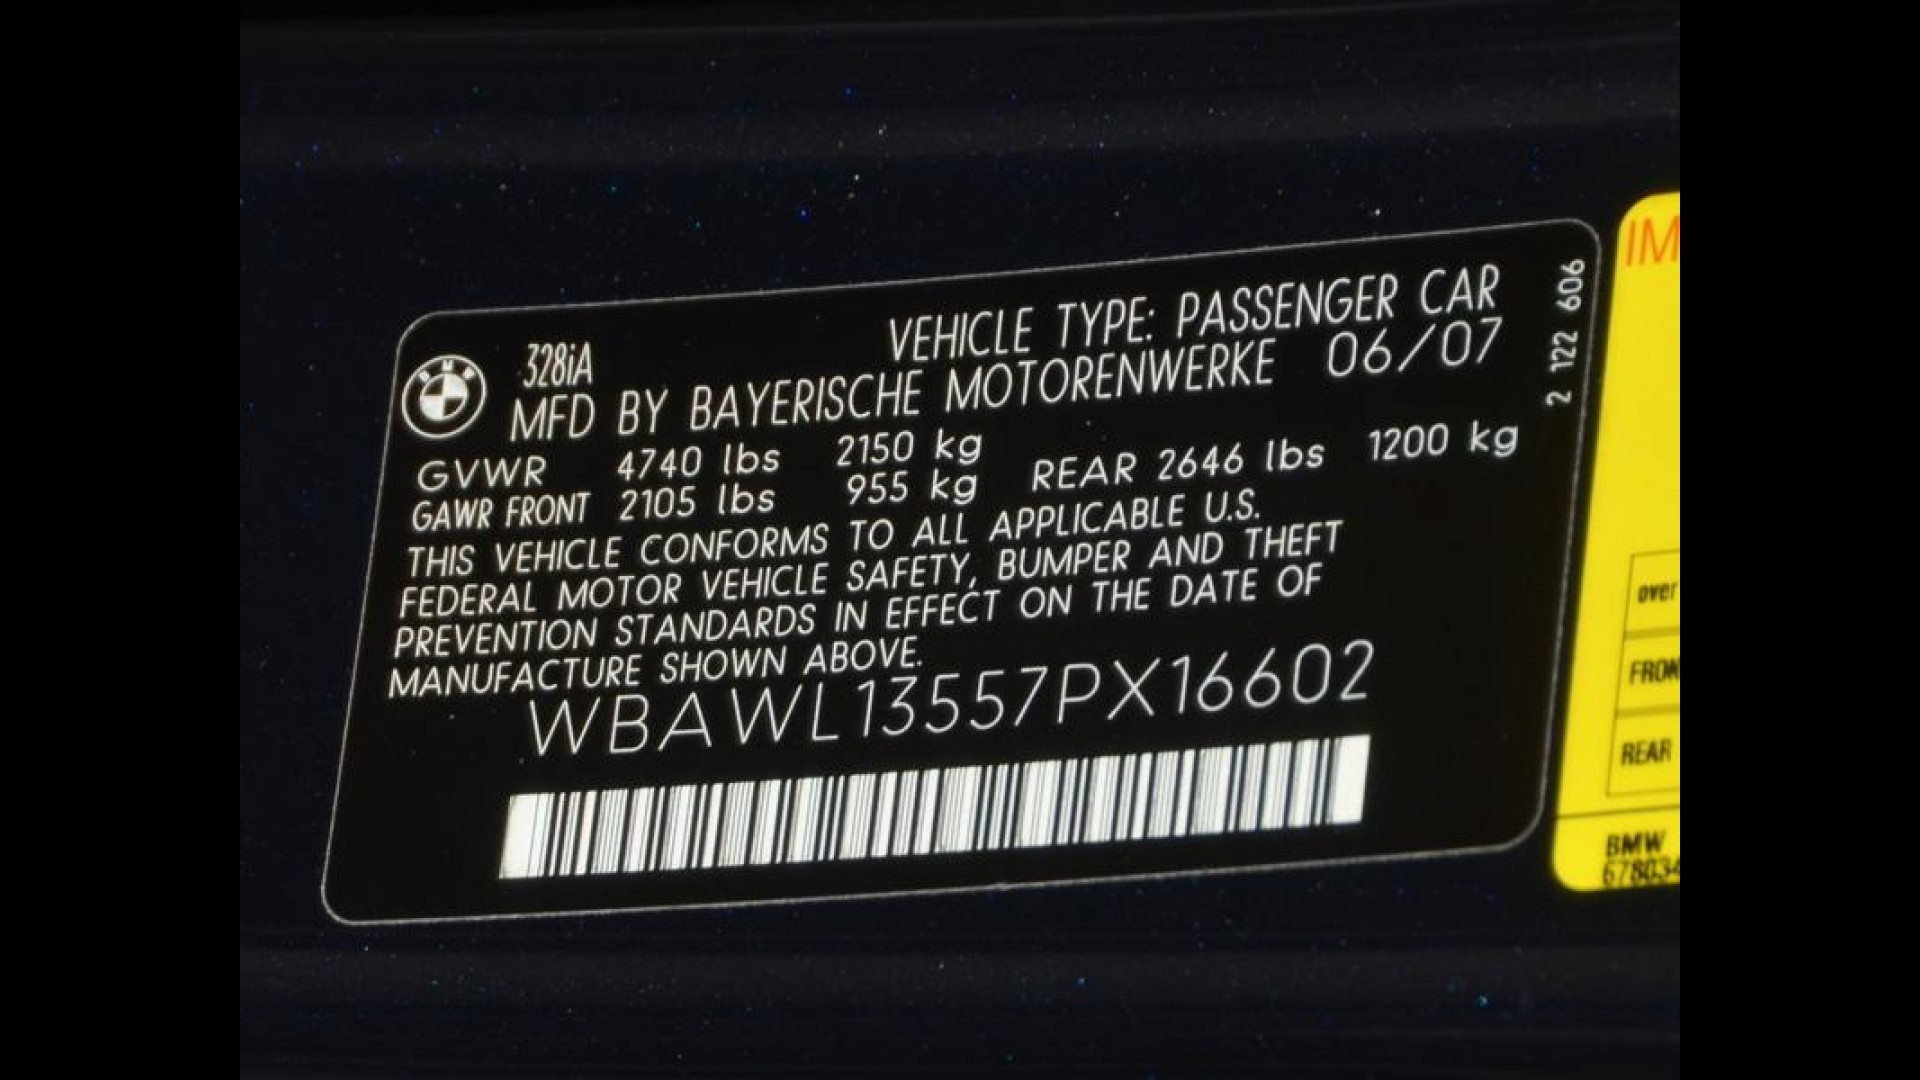 328iA
VEHICLE TYPE: PASSENGER CAR
MFD BY BAYERISCHE MOTORENWERKE 06/07
GVWR 4740 lbs 2150 kg
GAWR FRONT 2105 lbs 955 kg REAR 2646 lbs 1200 kg
THIS VEHICLE CONFORMS TO ALL APPLICABLE U.S.
FEDERAL MOTOR VEHICLE SAFETY, BUMPER AND THEFT
PREVENTION STANDARDS IN EFFECT ON THE DATE OF
MANUFACTURE SHOWN ABOVE.
WBAWL13557PX16602
2 122 606
BMW
IM
over
FRON
REAR
BMW
678034